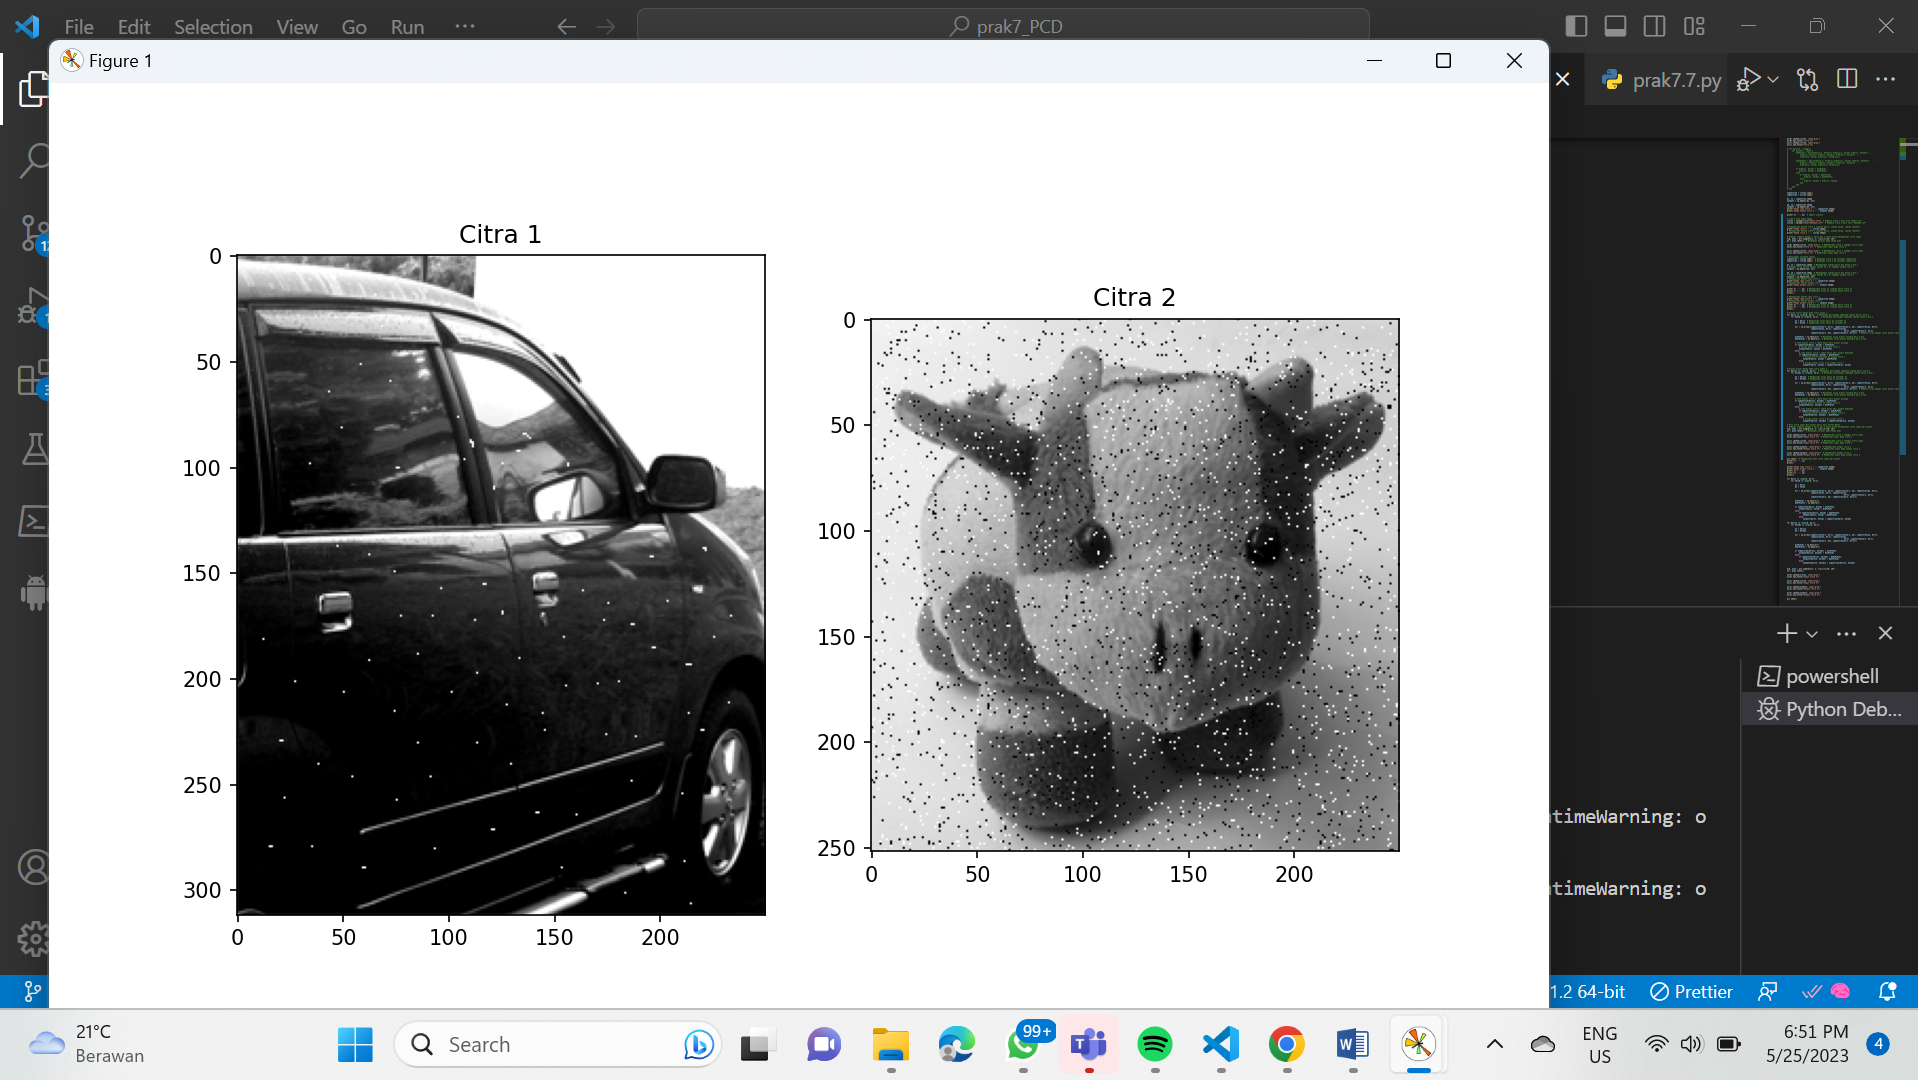 File Edit Selection View Go Run ···
prak7_PCD
Figure 1
prak7.7.py
Citra 1
0
50
100
150
200
250
300
0 50 100 150 200
Citra 2
0
50
100
150
200
250
0 50 100 150 200
powershell
Python Deb...
timeWarning: o
timeWarning: o
1.2 64-bit
Prettier
21°C
Berawan
Search
99+
ENG
US
6:51 PM
5/25/2023
4